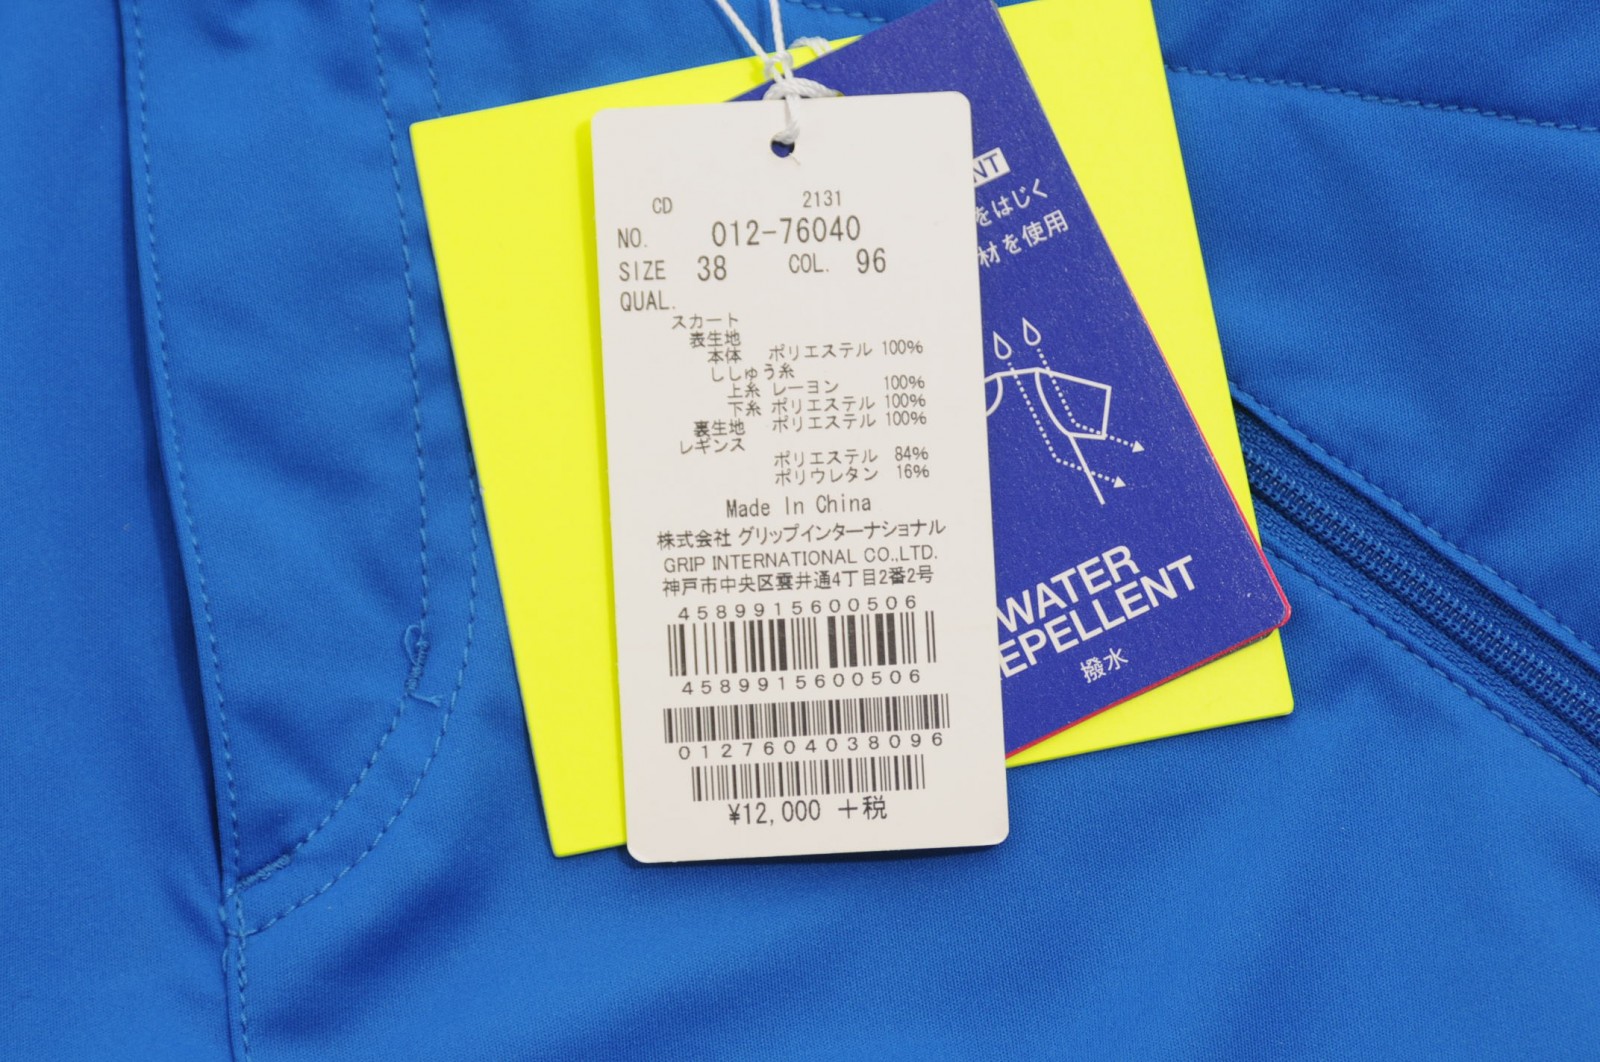 CD 2131
NO. 012-76040
SIZE 38 COL. 96
QUAL.
スカート
表生地
本体 ポリエステル 100%
ししゅう糸
上糸 レーヨン 100%
下糸 ポリエステル 100%
裏生地 ポリエステル 100%
レギンス
ポリエステル 84%
ポリウレタン 16%
Made In China
株式会社 グリップインターナショナル
GRIP INTERNATIONAL CO.,LTD.
神戸市中央区雲井通4丁目2番2号
4589915600506
4589915600506
0127604038096
¥12,000 +税
NT
をはじく
材を使用
WATER
EPELLENT
撥水